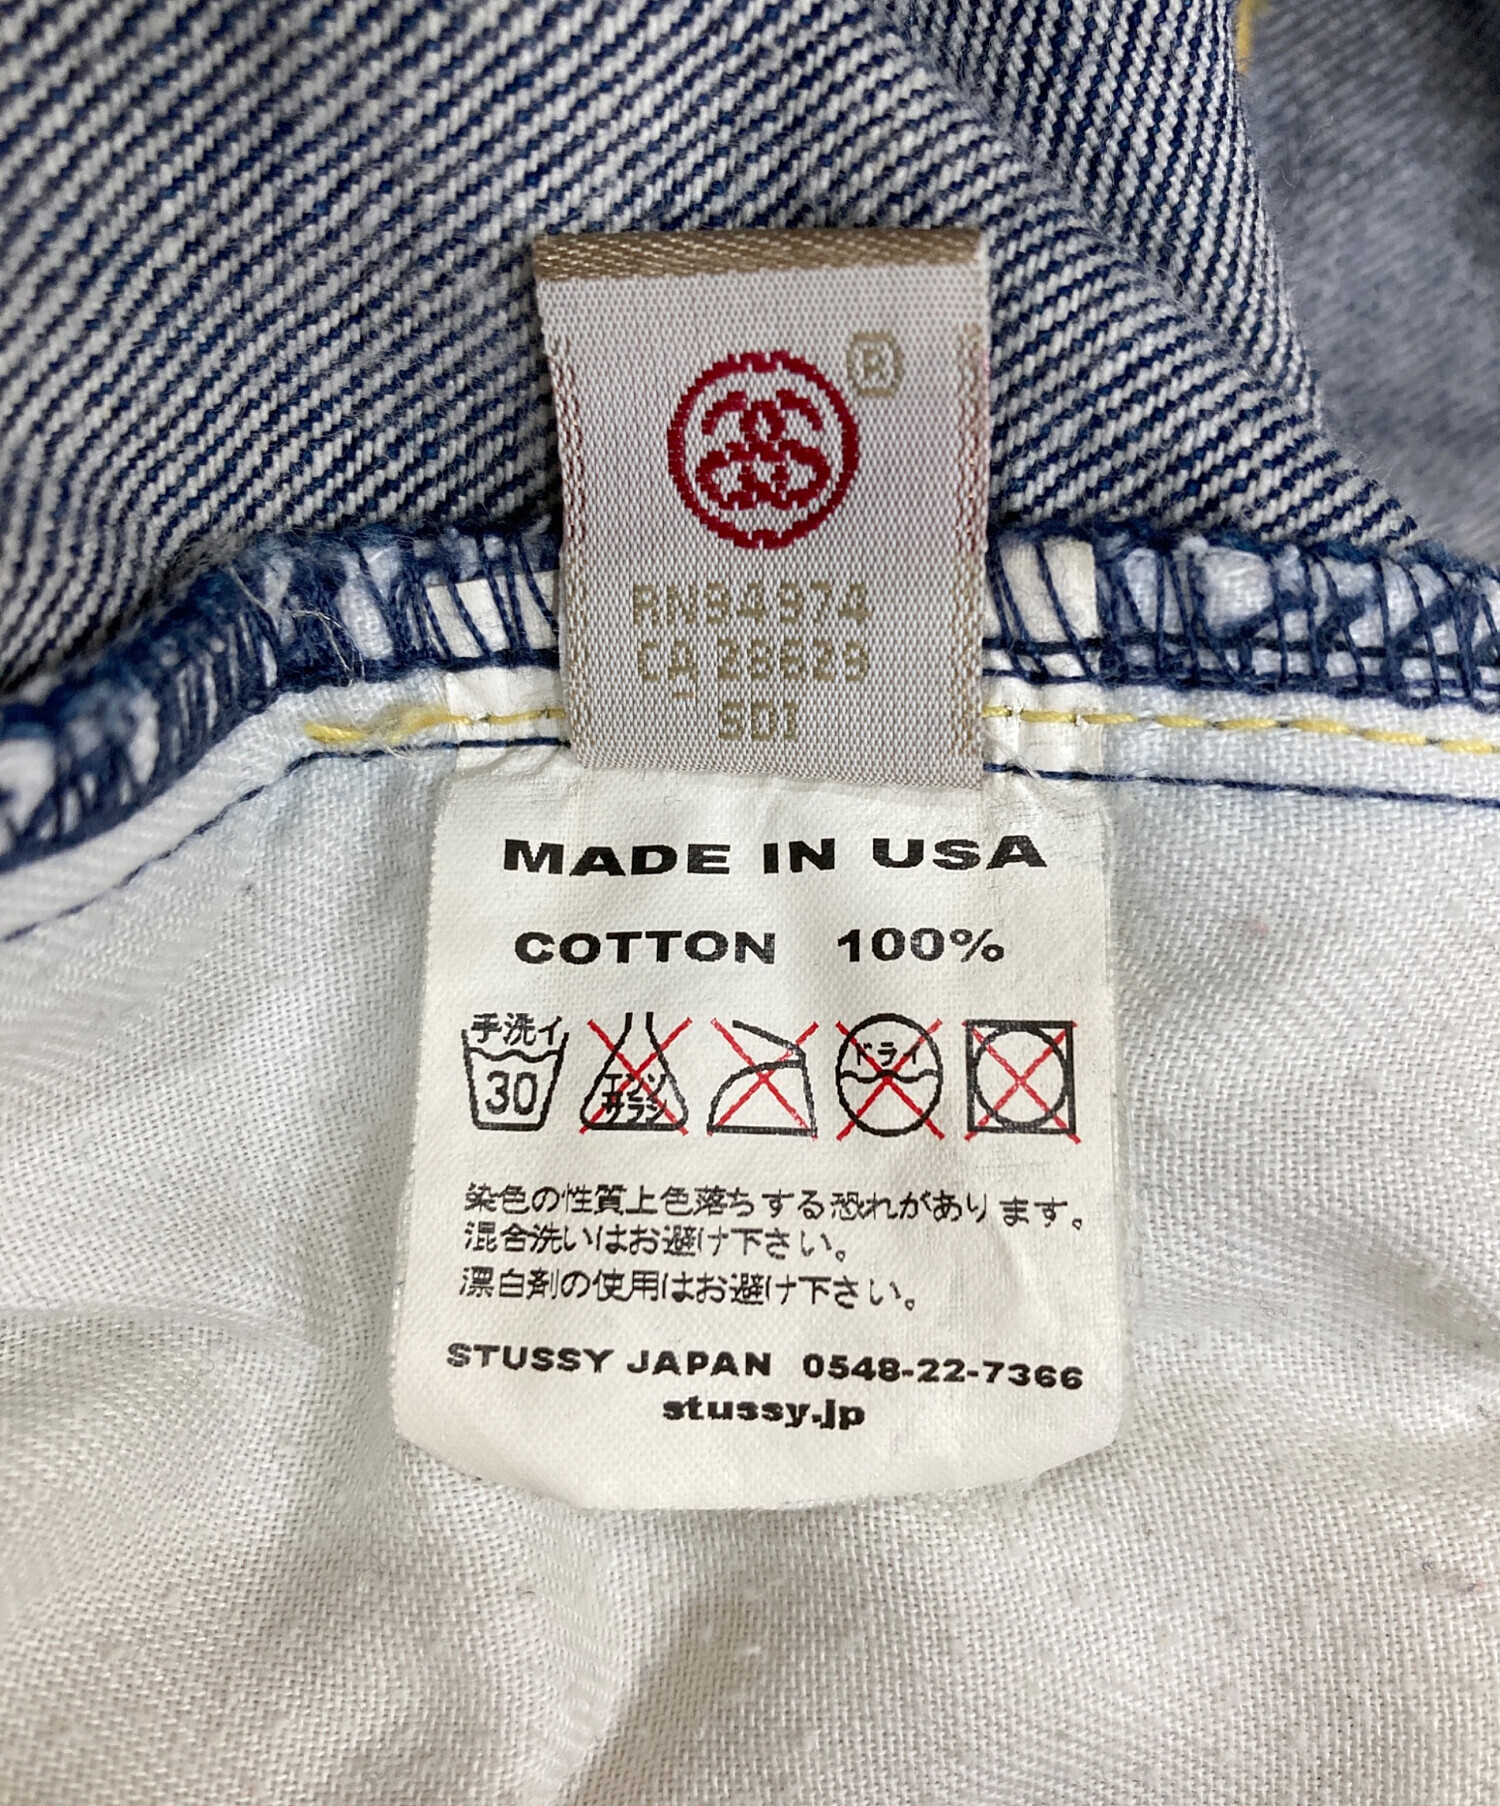 ®
RN94974
CA 28623
SDI
MADE IN USA
COTTON 100%
手洗イ
30
エンソ
サラシ
ドライ
染色の性質上色落ちする恐れがあります。
混合洗いはお避け下さい。
漂白剤の使用はお避け下さい。
STUSSY JAPAN 0548-22-7366
stussy.jp